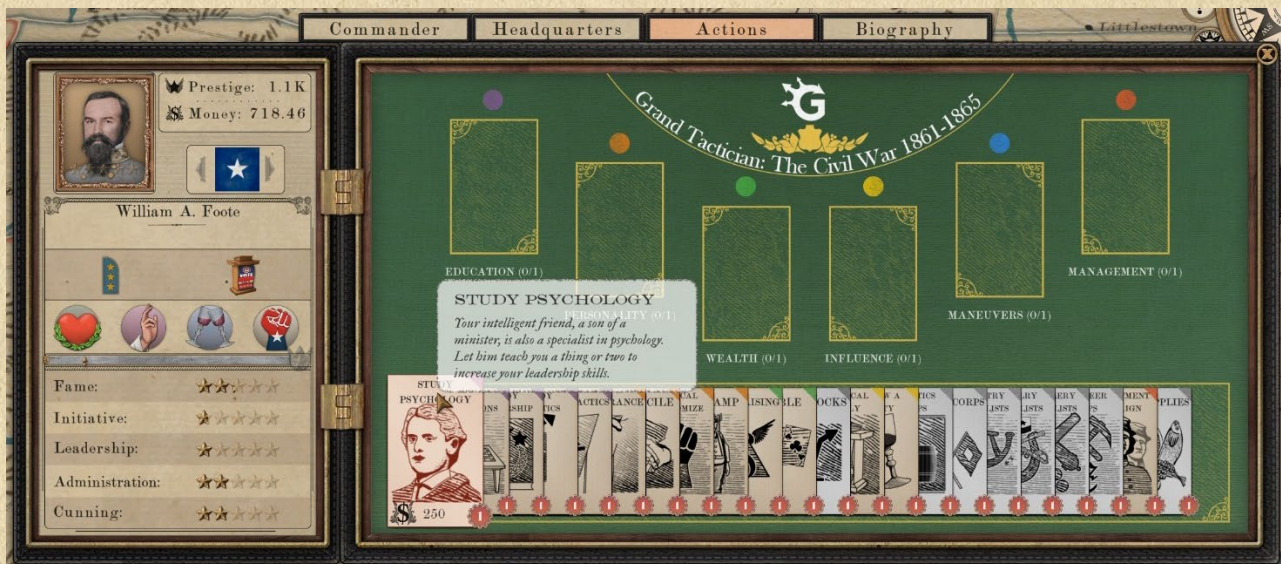 Commander
Headquarters
Actions
Biography
Littlestown
Prestige: 1.1K
Money: 718.46
William A. Foote
Fame:
Initiative:
Leadership:
Administration:
Cunning:
G
Grand Tactician: The Civil War 1861-1865
EDUCATION (0/1)
PERSONALITY (0/1)
WEALTH (0/1)
INFLUENCE (0/1)
MANEUVERS (0/1)
MANAGEMENT (0/1)
STUDY PSYCHOLOGY
Your intelligent friend, a son of a
minister, is also a specialist in psychology.
Let him teach you a thing or two to
increase your leadership skills.
STUDY
PSYCHOLOGY
$ 250